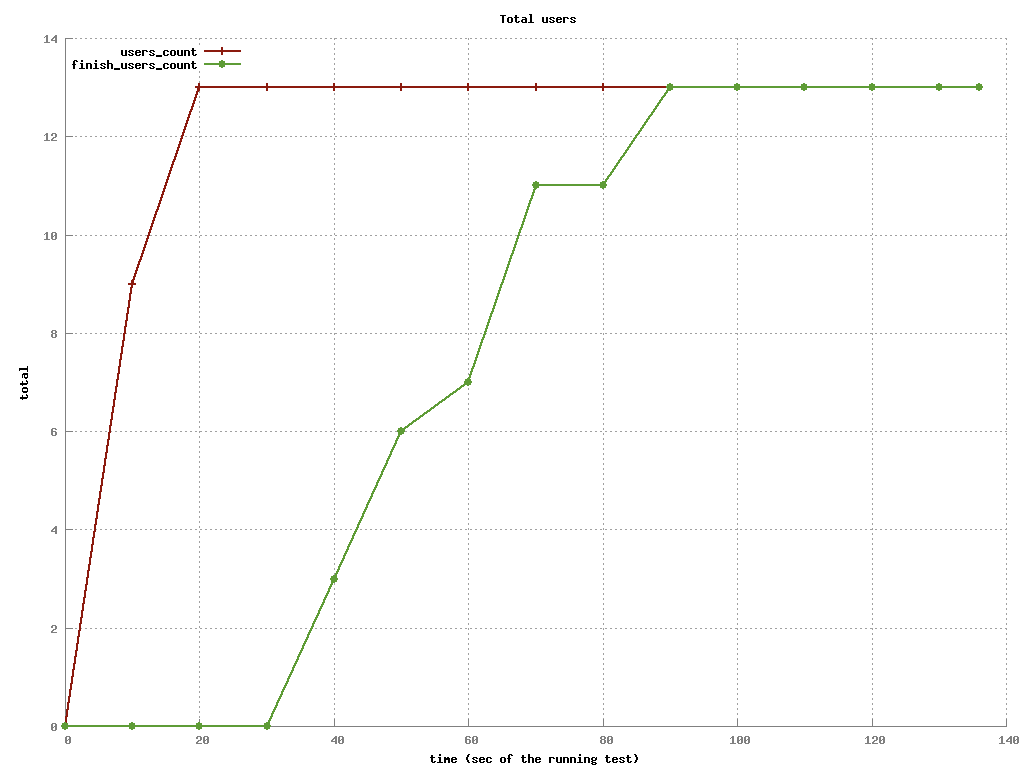 Total users
users_count
finish_users_count
14
12
10
8
6
4
2
0
total
0 20 40 60 80 100 120 140
time (sec of the running test)